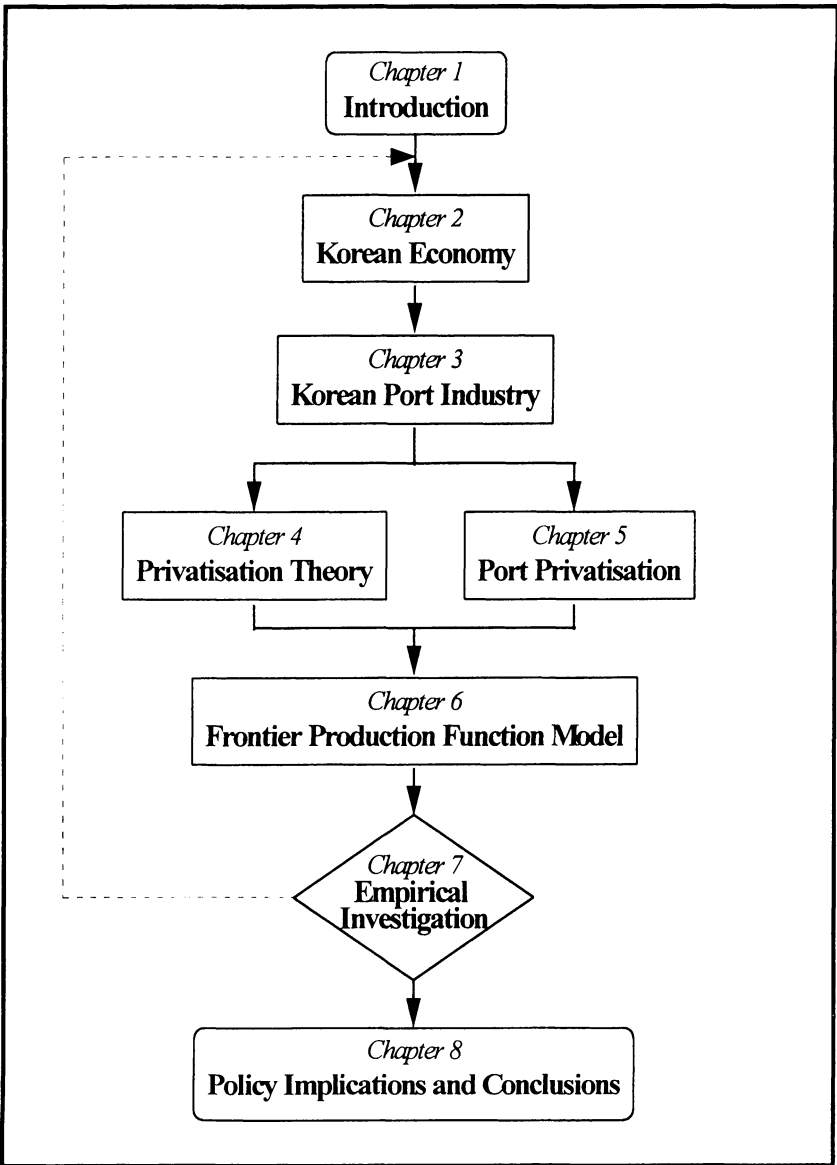 Chapter 1
Introduction
Chapter 2
Korean Economy
Chapter 3
Korean Port Industry
Chapter 4
Privatisation Theory
Chapter 5
Port Privatisation
Chapter 6
Frontier Production Function Model
Chapter 7
Empirical
Investigation
Chapter 8
Policy Implications and Conclusions